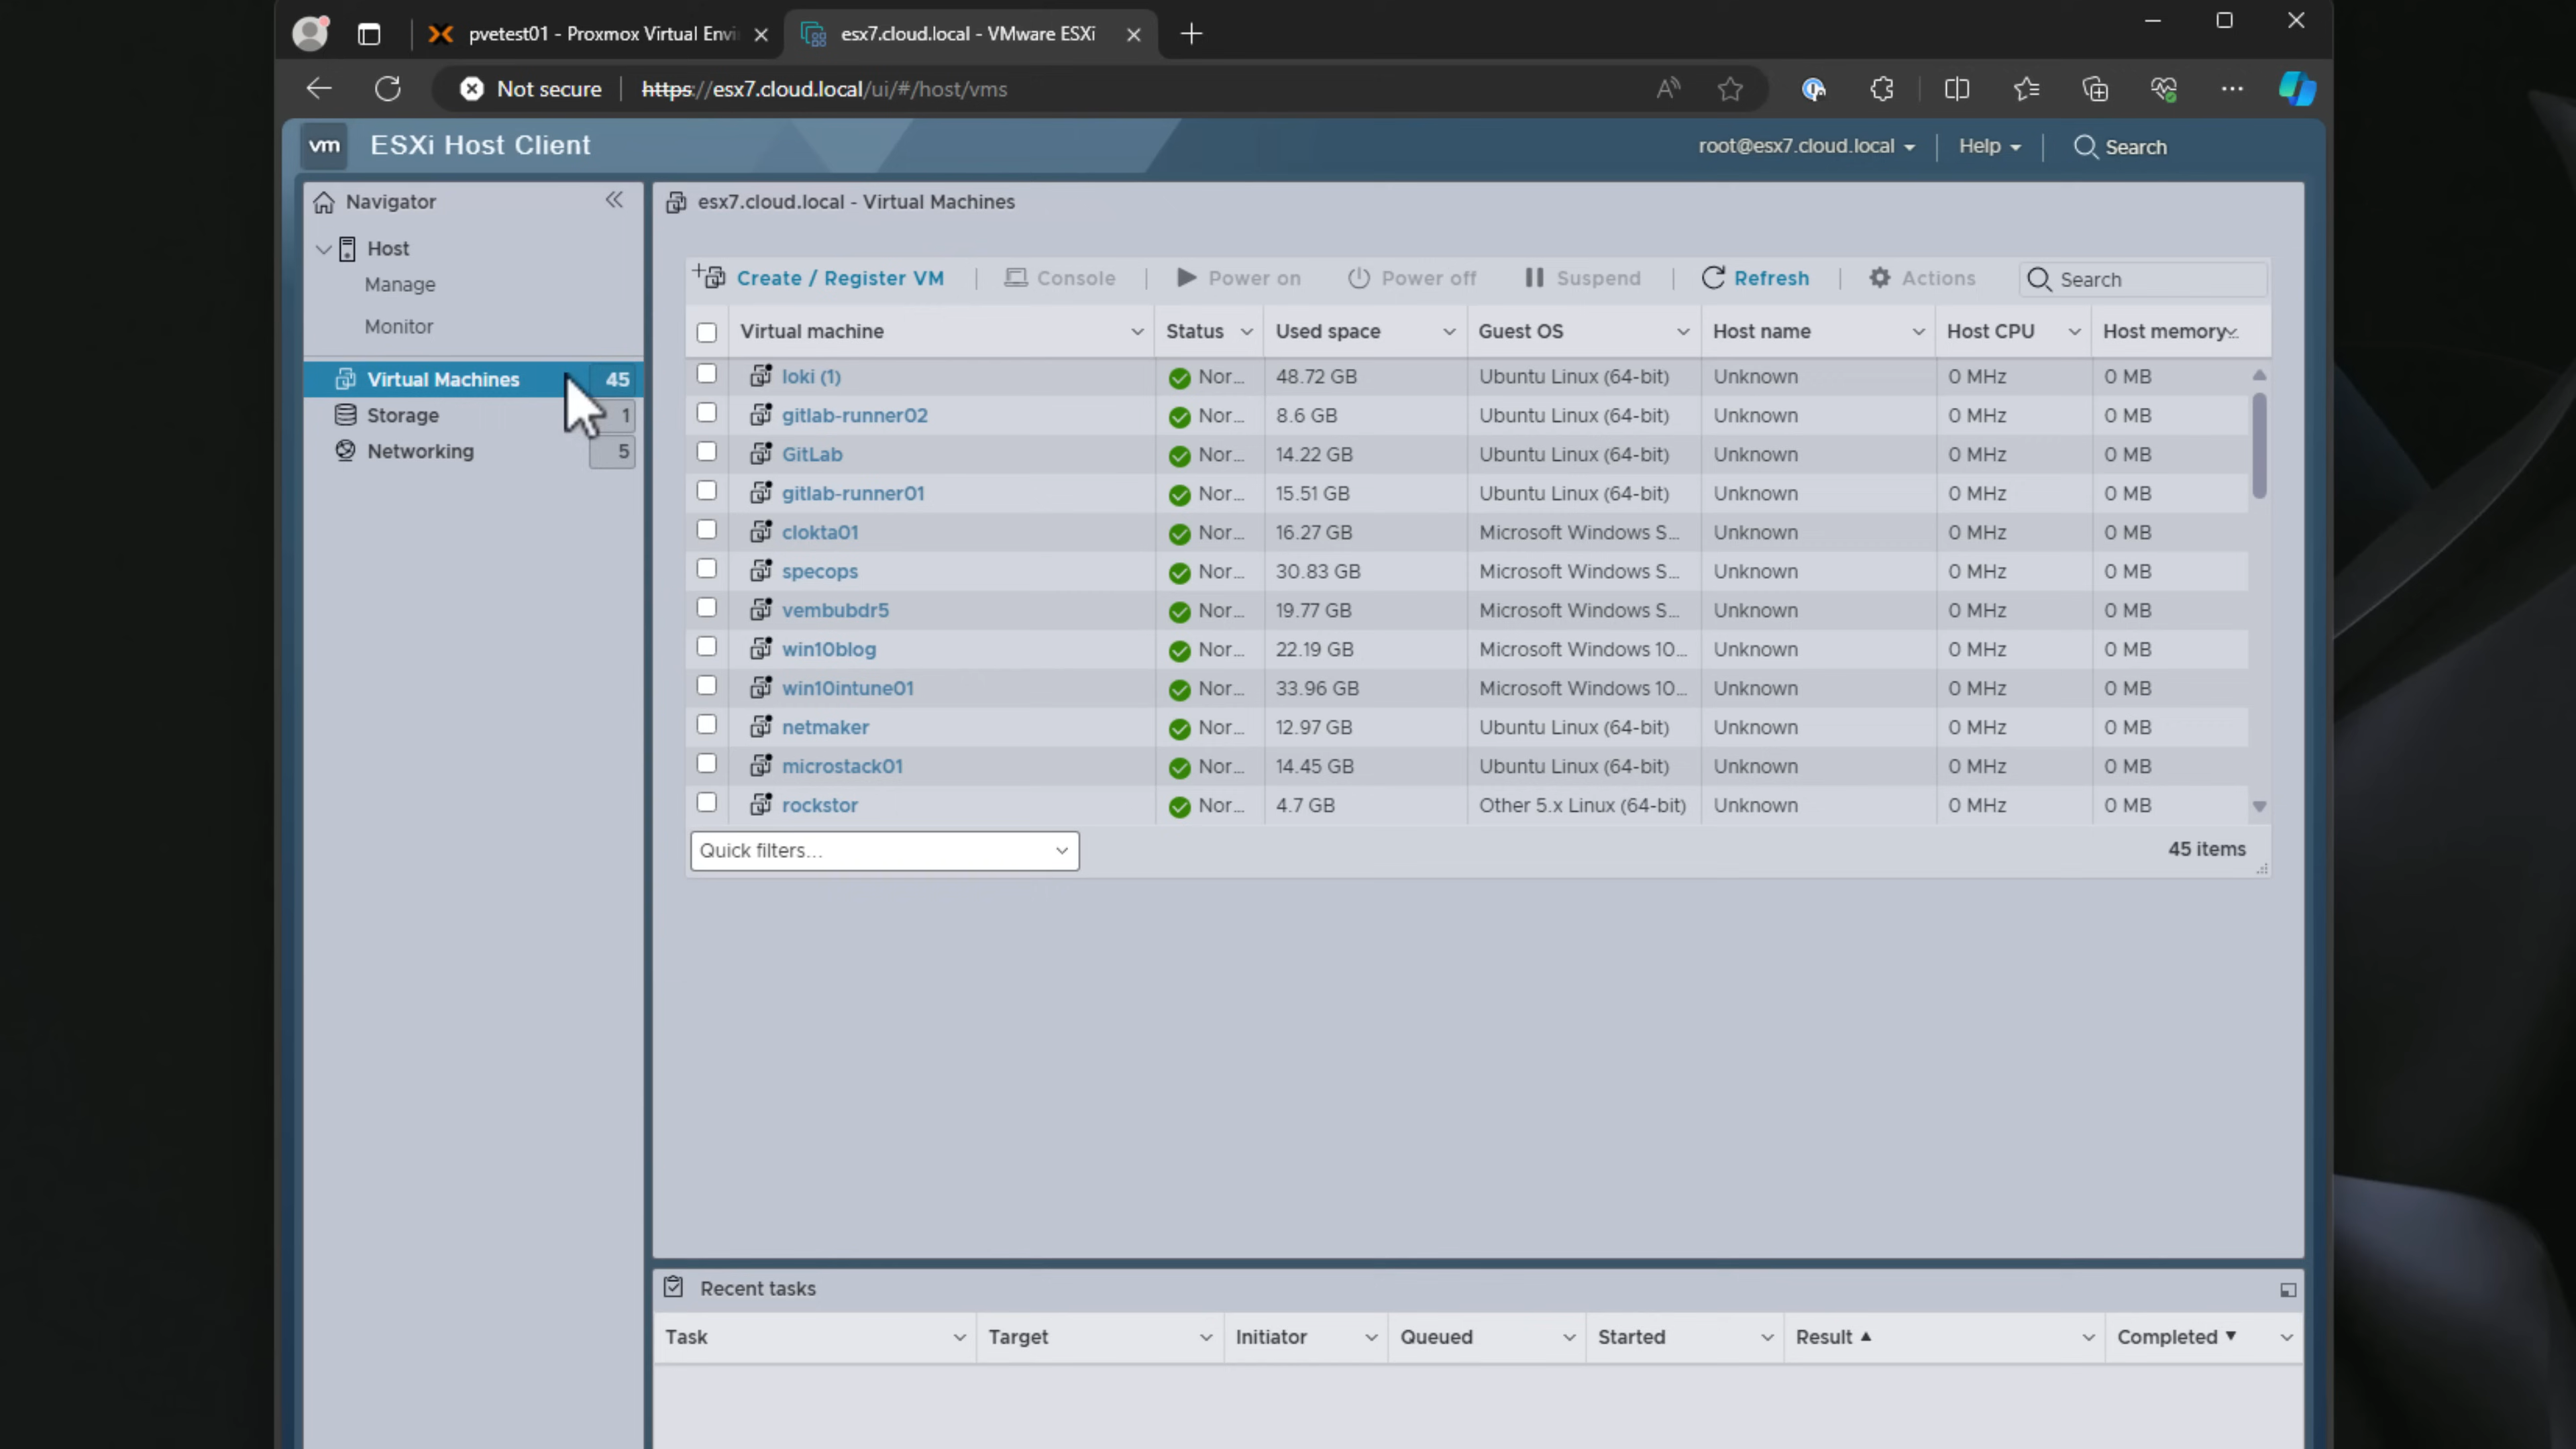 pvetest01 - Proxmox Virtual Envi
esx7.cloud.local - VMware ESXi
Not secure
https://esx7.cloud.local/ui/#/host/vms
vm
ESXi Host Client
root@esx7.cloud.local
Help
Search
Navigator
Host
Manage
Monitor
Virtual Machines 45
Storage 1
Networking 5
esx7.cloud.local - Virtual Machines
Create / Register VM
Console
Power on
Power off
Suspend
Refresh
Actions
Search
Virtual machine Status Used space Guest OS Host name Host CPU Host memory
loki (1) Nor... 48.72 GB Ubuntu Linux (64-bit) Unknown 0 MHz 0 MB
gitlab-runner02 Nor... 8.6 GB Ubuntu Linux (64-bit) Unknown 0 MHz 0 MB
GitLab Nor... 14.22 GB Ubuntu Linux (64-bit) Unknown 0 MHz 0 MB
gitlab-runner01 Nor... 15.51 GB Ubuntu Linux (64-bit) Unknown 0 MHz 0 MB
clokta01 Nor... 16.27 GB Microsoft Windows S... Unknown 0 MHz 0 MB
specops Nor... 30.83 GB Microsoft Windows S... Unknown 0 MHz 0 MB
vembubdr5 Nor... 19.77 GB Microsoft Windows S... Unknown 0 MHz 0 MB
win10blog Nor... 22.19 GB Microsoft Windows 10... Unknown 0 MHz 0 MB
win10intune01 Nor... 33.96 GB Microsoft Windows 10... Unknown 0 MHz 0 MB
netmaker Nor... 12.97 GB Ubuntu Linux (64-bit) Unknown 0 MHz 0 MB
microstack01 Nor... 14.45 GB Ubuntu Linux (64-bit) Unknown 0 MHz 0 MB
rockstor Nor... 4.7 GB Other 5.x Linux (64-bit) Unknown 0 MHz 0 MB
Quick filters...
45 items
Recent tasks
Task Target Initiator Queued Started Result Completed